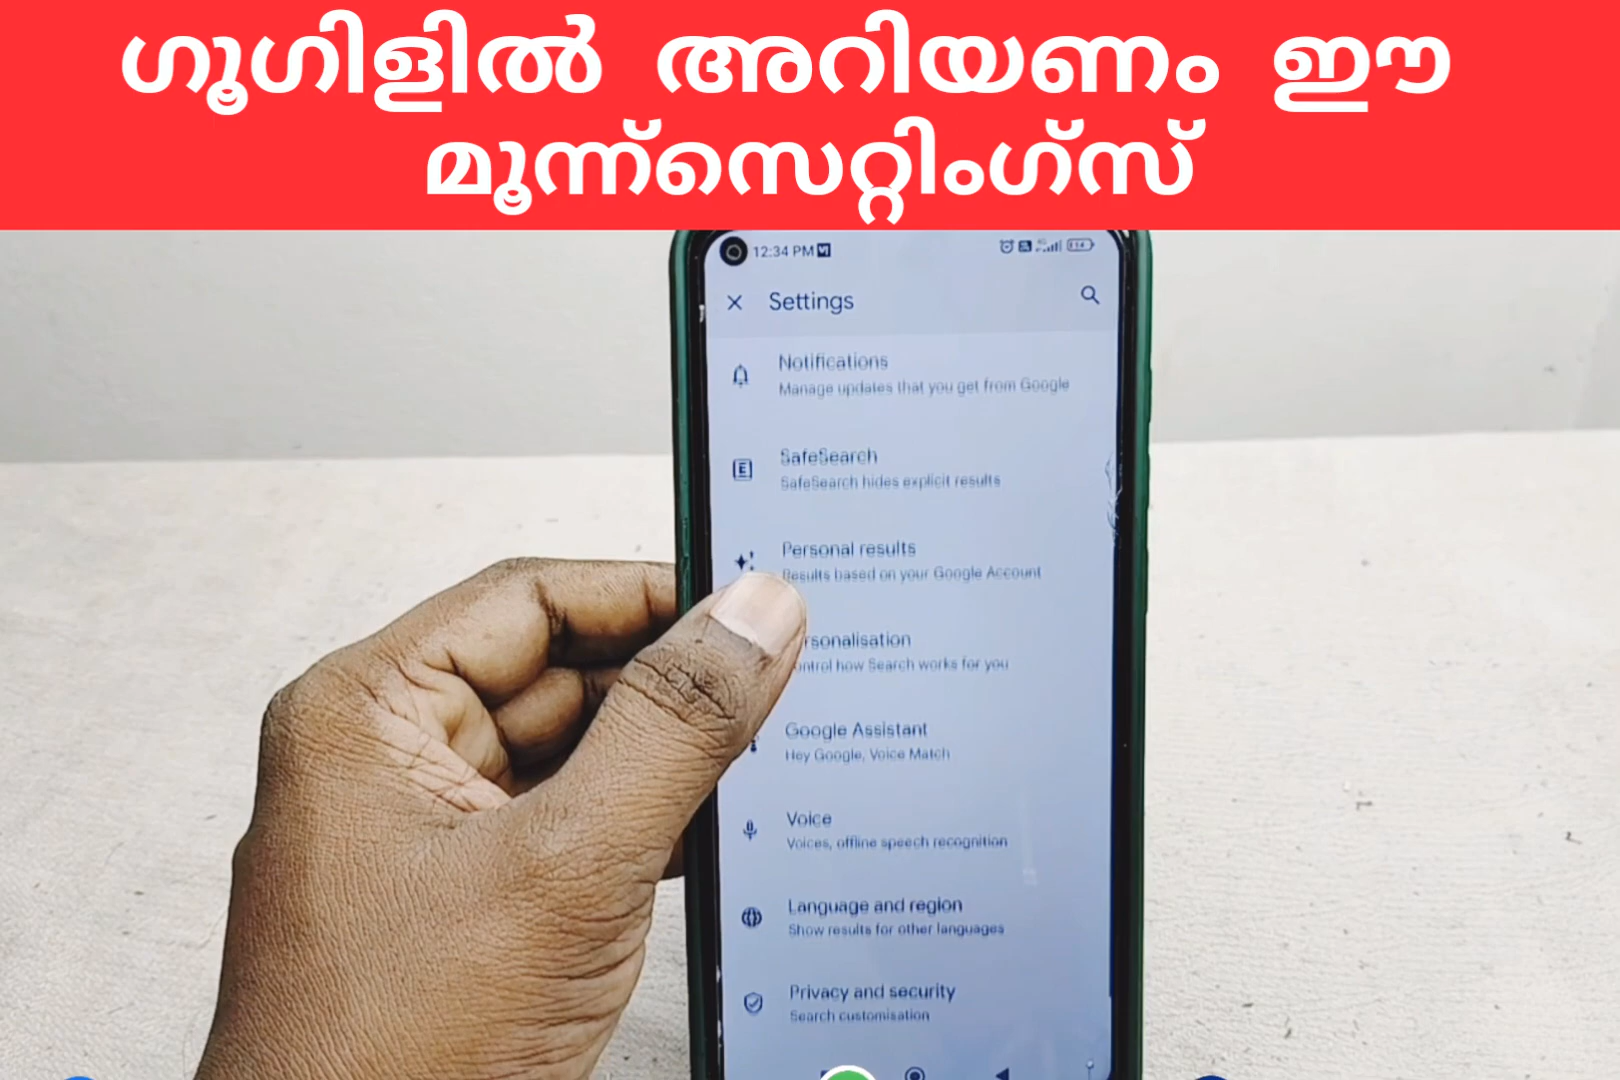 ഗൂഗിളിൽ അറിയണം ഈ
മൂന്ന്സെറ്റിംഗ്സ്
12:34 PM
Settings
Notifications
Manage updates that you get from Google
SafeSearch
SafeSearch hides explicit results
Personal results
Results based on your Google Account
rsonalisation
ontrol how Search works for you
Google Assistant
Hey Google, Voice Match
Voice
Voices, offline speech recognition
Language and region
Show results for other languages
Privacy and security
Search customisation